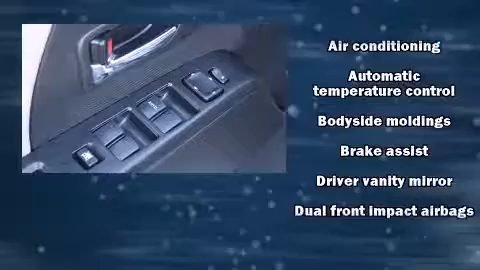 Air conditioning
Automatic
temperature control
Bodyside moldings
Brake assist
Driver vanity mirror
Dual front impact airbags